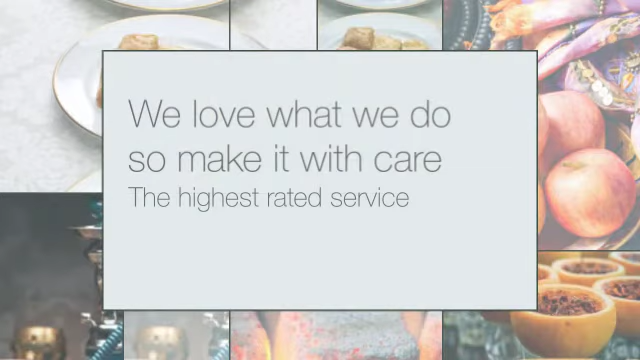 We love what we do
so make it with care
The highest rated service